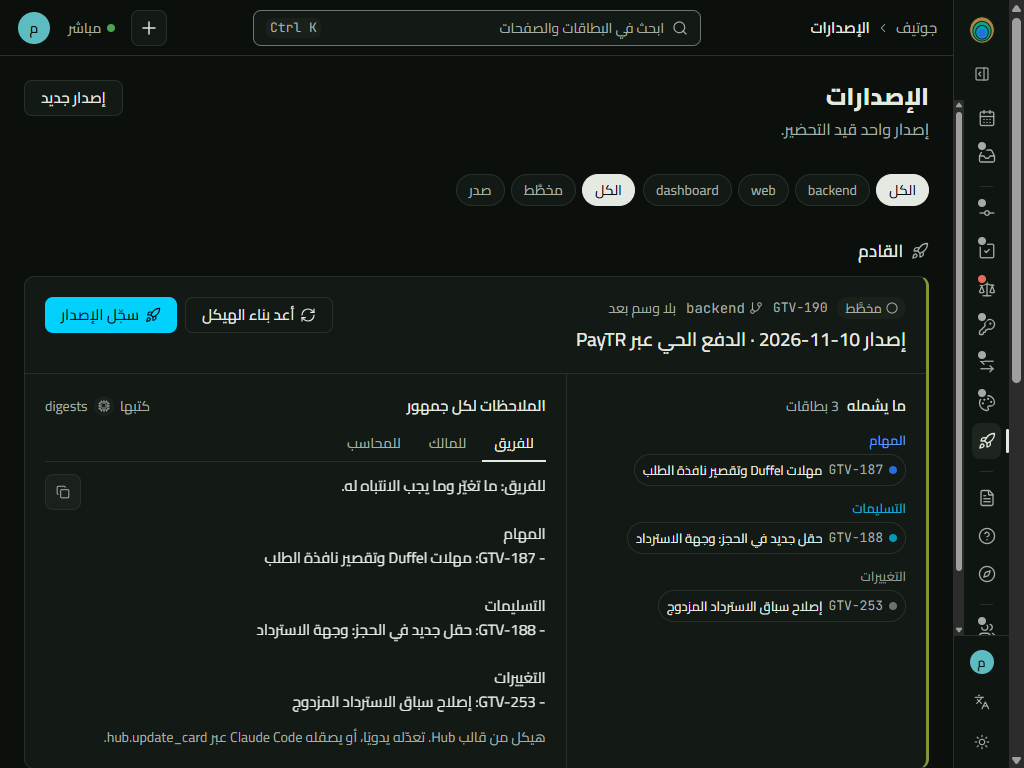 جوتيف > الإصدارات
ابحث في البطاقات والصفحات Ctrl K
مباشر
م
الإصدارات
إصدار جديد
إصدار واحد قيد التحضير.
الكل backend web dashboard الكل مخطَّط صدر
القادم
مخطَّط GTV-190 backend بلا وسم بعد
أعد بناء الهيكل
سجّل الإصدار
إصدار 10-11-2026 · الدفع الحي عبر PayTR
ما يشمله 3 بطاقات
المهام
GTV-187 مهلات Duffel وتقصير نافذة الطلب
التسليمات
GTV-188 حقل جديد في الحجز: وجهة الاسترداد
التغييرات
GTV-253 إصلاح سباق الاسترداد المزدوج
الملاحظات لكل جمهور
كتبها digests
للفريق للمالك للمحاسب
للفريق: ما تغيّر وما يجب الانتباه له.
المهام
- GTV-187: مهلات Duffel وتقصير نافذة الطلب
التسليمات
- GTV-188: حقل جديد في الحجز: وجهة الاسترداد
التغييرات
- GTV-253: إصلاح سباق الاسترداد المزدوج
هيكل من قالب Hub. تعدّله يدويًا، أو يصقله Claude Code عبر hub.update_card.
م